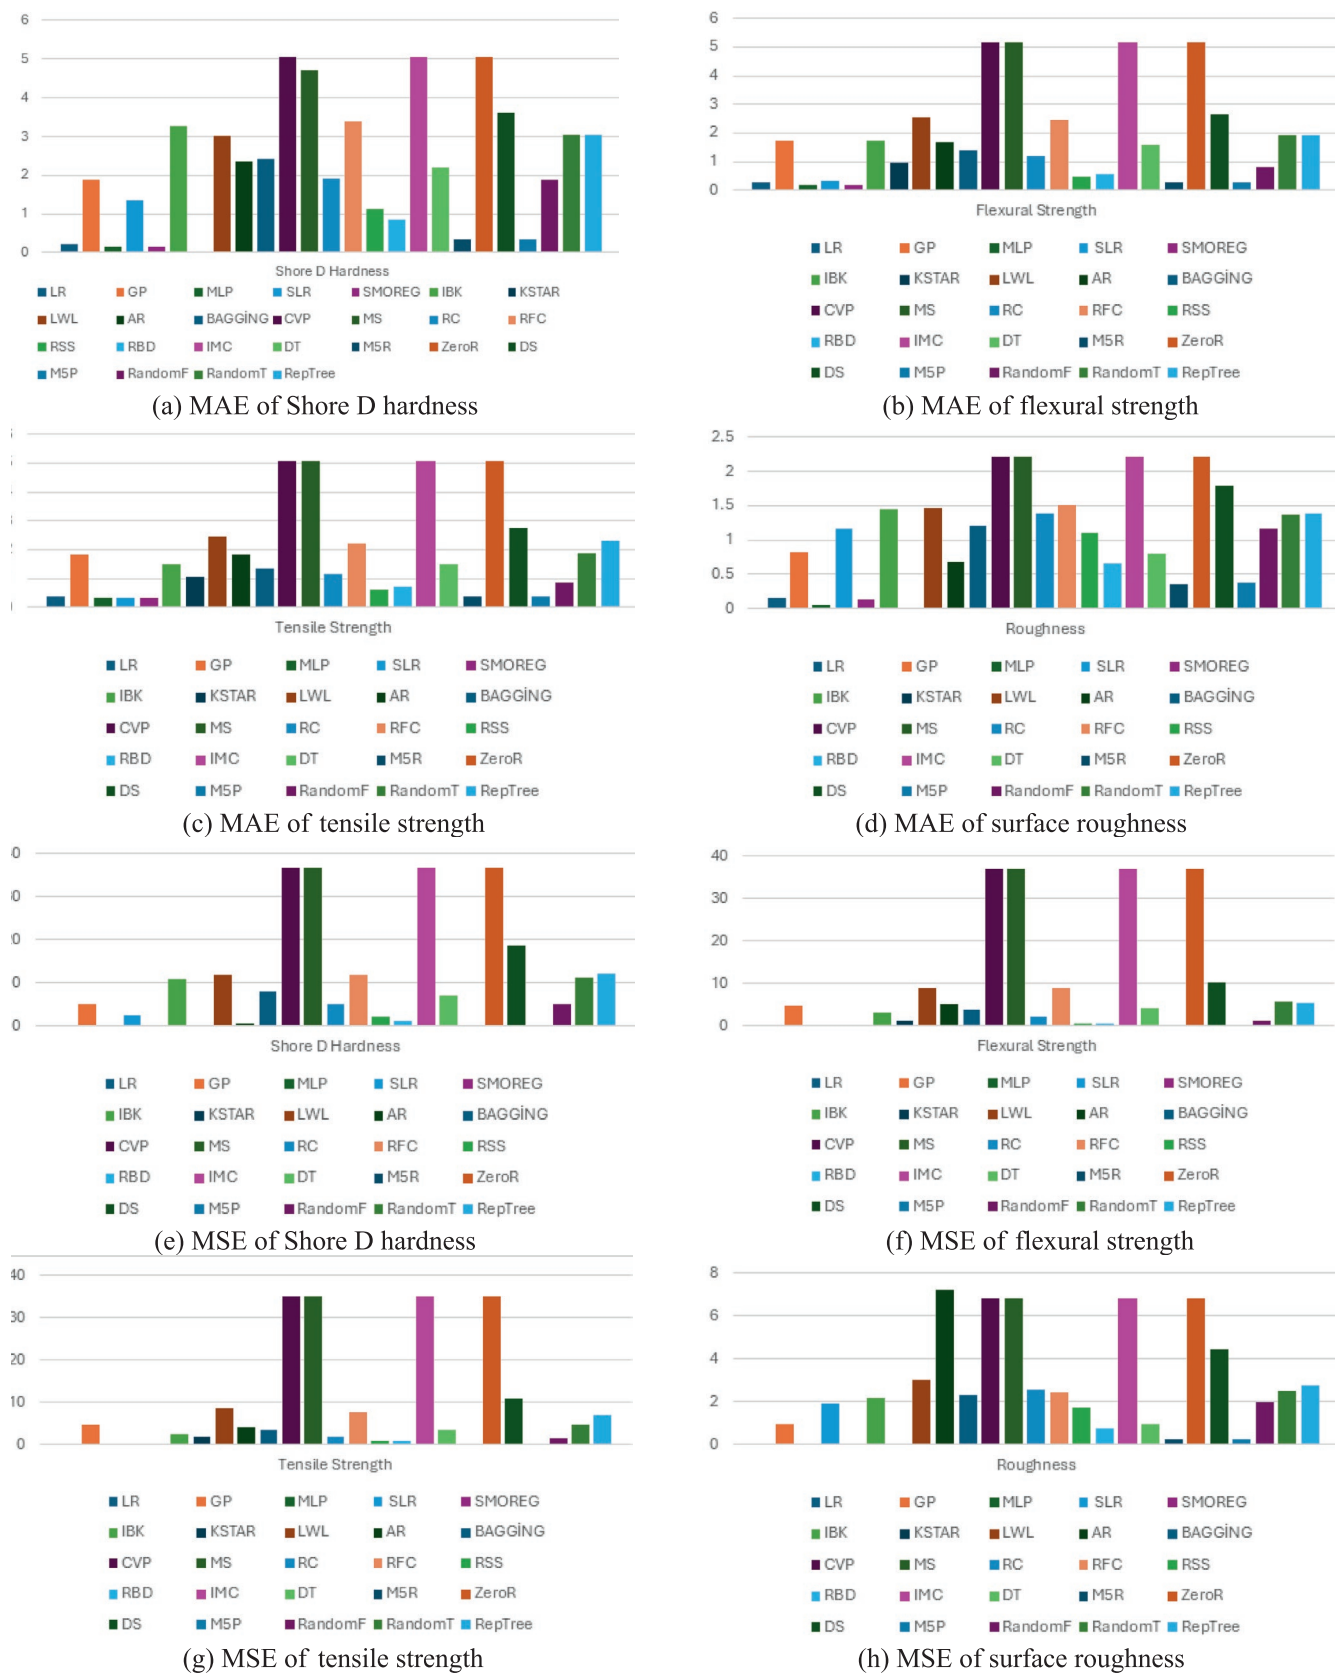 6
5
4
3
2
1
0
Shore D Hardness
LR GP MLP SLR SMOREG IBK KSTAR
LWL AR BAGGİNG CVP MS RC RFC
RSS RBD IMC DT M5R ZeroR DS
M5P RandomF RandomT RepTree
(a) MAE of Shore D hardness
6
5
4
3
2
1
0
Flexural Strength
LR GP MLP SLR SMOREG
IBK KSTAR LWL AR BAGGİNG
CVP MS RC RFC RSS
RBD IMC DT M5R ZeroR
DS M5P RandomF RandomT RepTree
(b) MAE of flexural strength
Tensile Strength
LR GP MLP SLR SMOREG
IBK KSTAR LWL AR BAGGİNG
CVP MS RC RFC RSS
RBD IMC DT M5R ZeroR
DS M5P RandomF RandomT RepTree
(c) MAE of tensile strength
2.5
2
1.5
1
0.5
0
Roughness
LR GP MLP SLR SMOREG
IBK KSTAR LWL AR BAGGİNG
CVP MS RC RFC RSS
RBD IMC DT M5R ZeroR
DS M5P RandomF RandomT RepTree
(d) MAE of surface roughness
0
Shore D Hardness
LR GP MLP SLR SMOREG
IBK KSTAR LWL AR BAGGİNG
CVP MS RC RFC RSS
RBD IMC DT M5R ZeroR
DS M5P RandomF RandomT RepTree
(e) MSE of Shore D hardness
40
30
20
10
0
Flexural Strength
LR GP MLP SLR SMOREG
IBK KSTAR LWL AR BAGGİNG
CVP MS RC RFC RSS
RBD IMC DT M5R ZeroR
DS M5P RandomF RandomT RepTree
(f) MSE of flexural strength
40
30
20
10
0
Tensile Strength
LR GP MLP SLR SMOREG
IBK KSTAR LWL AR BAGGİNG
CVP MS RC RFC RSS
RBD IMC DT M5R ZeroR
DS M5P RandomF RandomT RepTree
(g) MSE of tensile strength
8
6
4
2
0
Roughness
LR GP MLP SLR SMOREG
IBK KSTAR LWL AR BAGGİNG
CVP MS RC RFC RSS
RBD IMC DT M5R ZeroR
DS M5P RandomF RandomT RepTree
(h) MSE of surface roughness